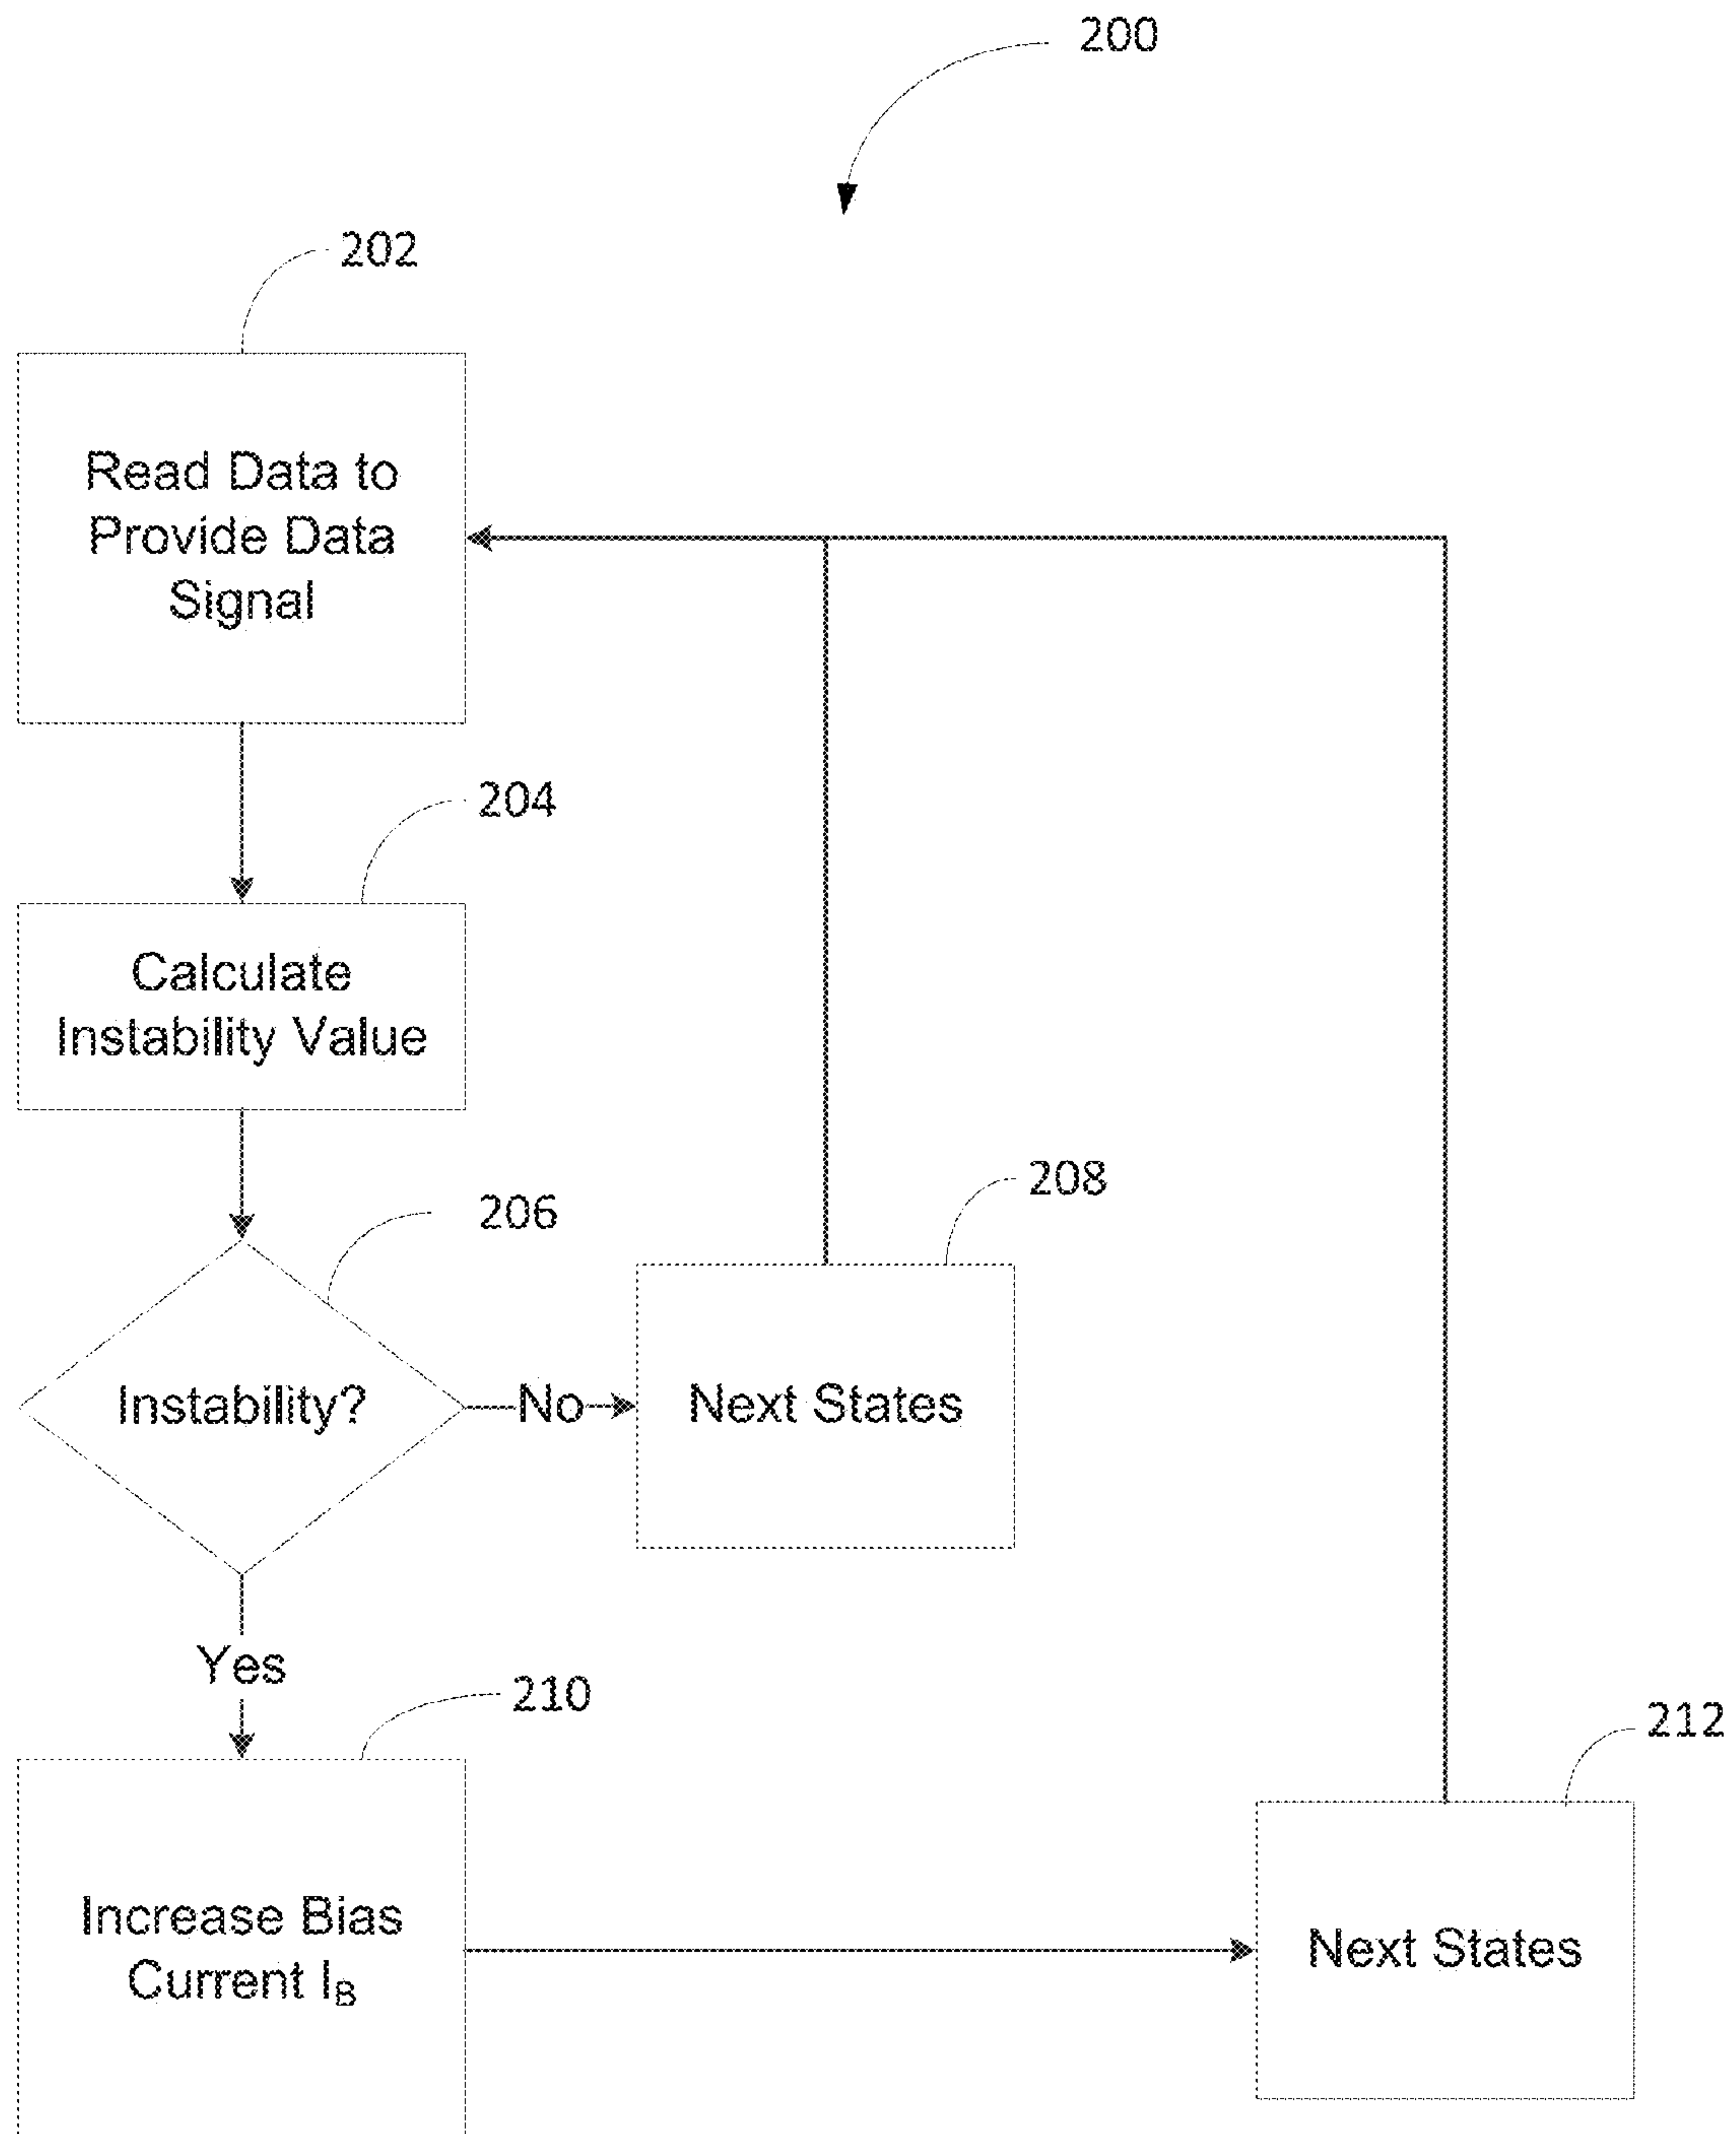 200
202
Read Data to
Provide Data
Signal
204
Calculate
Instability Value
206
208
Instability?
No
Next States
Yes
210
212
Increase Bias
Current I_B
Next States